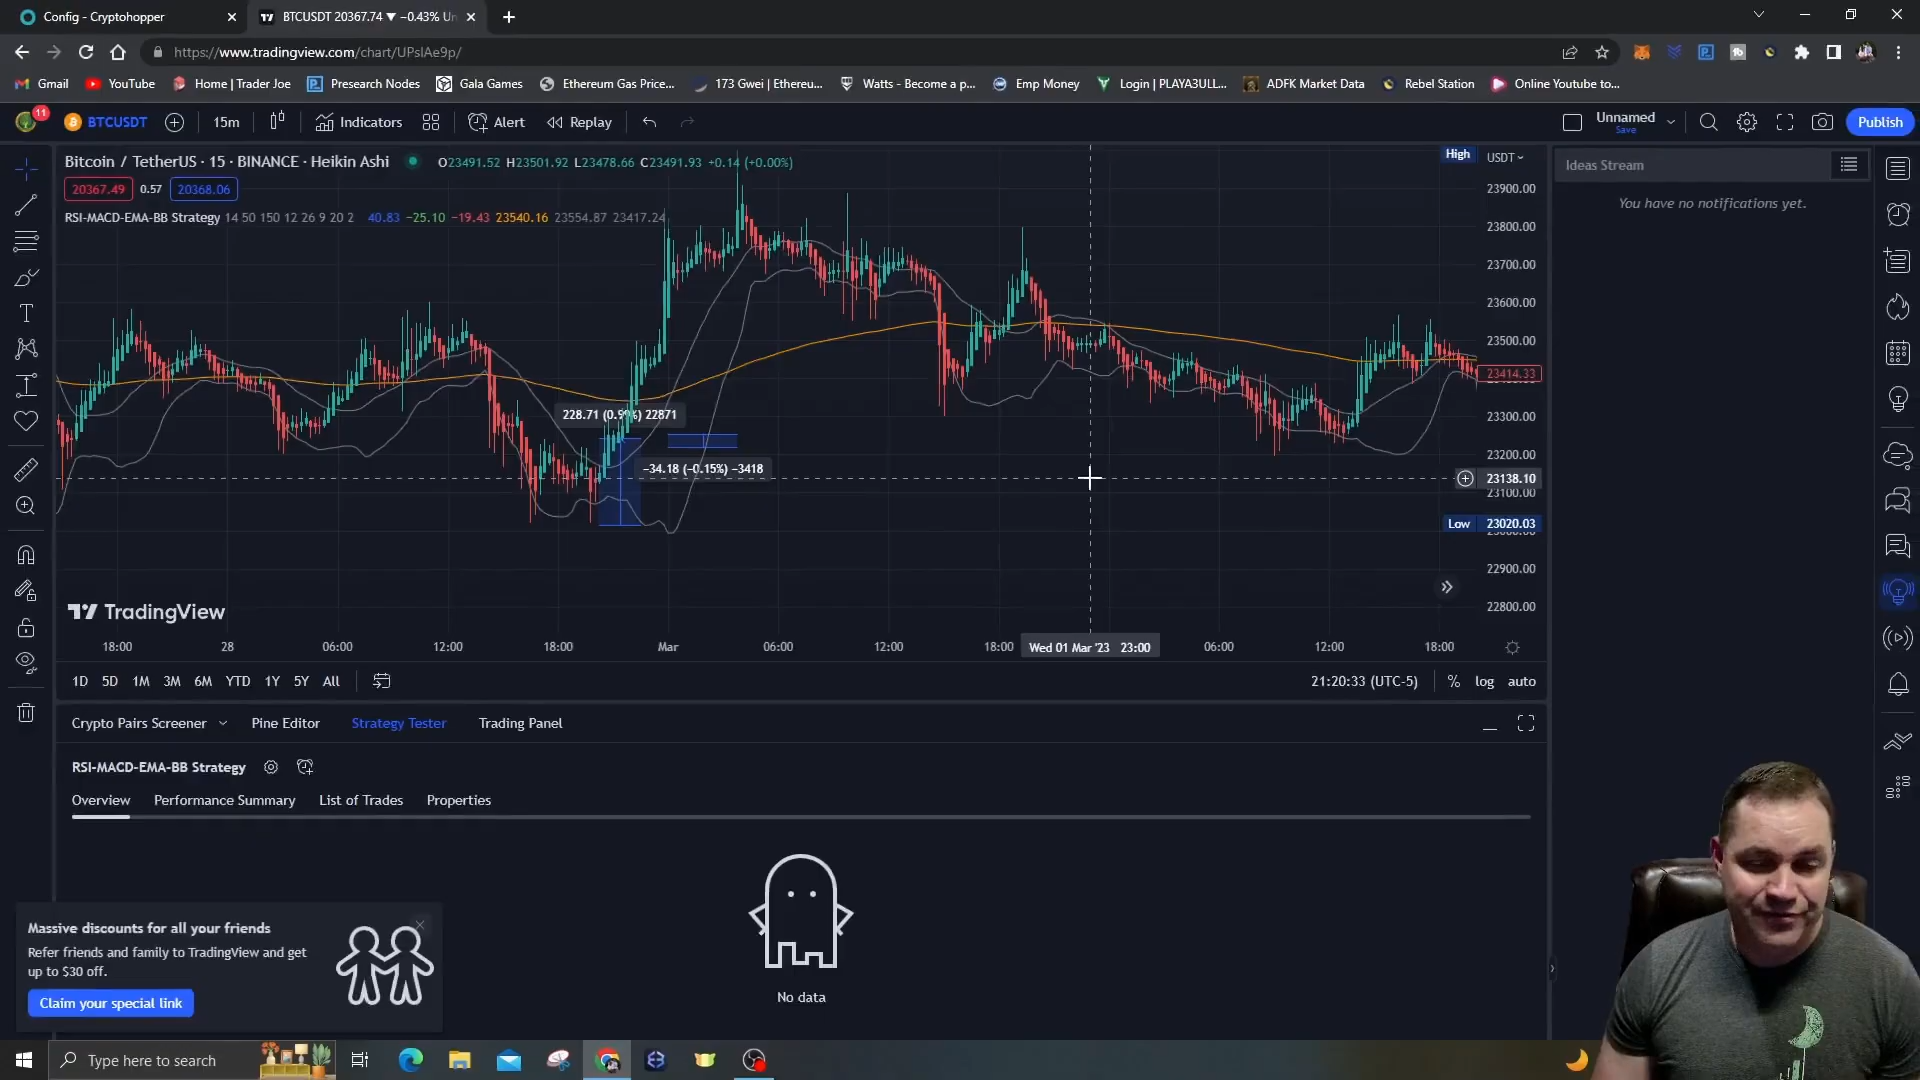 Config - Cryptohopper
BTCUSDT 20367.74 ▼ −0.43% Un
https://www.tradingview.com/chart/UPslAe9p/
Gmail
YouTube
Home | Trader Joe
Presearch Nodes
Gala Games
Ethereum Gas Price...
173 Gwei | Ethereu...
Watts - Become a p...
Emp Money
Login | PLAYA3ULL...
ADFK Market Data
Rebel Station
Online Youtube to...
11
BTCUSDT
15m
Indicators
Alert
Replay
Unnamed
Save
Publish
Bitcoin / TetherUS · 15 · BINANCE · Heikin Ashi
O23491.52 H23501.92 L23478.66 C23491.93 +0.14 (+0.00%)
High
USDT
Ideas Stream
20367.49
0.57
20368.06
23900.00
You have no notifications yet.
RSI-MACD-EMA-BB Strategy 14 50 150 12 26 9 20 2 40.83 −25.10 −19.43 23540.16 23554.87 23417.24
23800.00
23700.00
23600.00
23500.00
23414.33
228.71 (0.99%) 22871
23300.00
23200.00
−34.18 (−0.15%) −3418
23138.10
23100.00
Low
23020.03
22900.00
22800.00
TradingView
18:00
28
06:00
12:00
18:00
Mar
06:00
12:00
18:00
Wed 01 Mar '23 23:00
06:00
12:00
18:00
1D
5D
1M
3M
6M
YTD
1Y
5Y
All
21:20:33 (UTC-5)
%
log
auto
Crypto Pairs Screener
Pine Editor
Strategy Tester
Trading Panel
RSI-MACD-EMA-BB Strategy
Overview
Performance Summary
List of Trades
Properties
Massive discounts for all your friends
Refer friends and family to TradingView and get
up to $30 off.
Claim your special link
No data
Type here to search